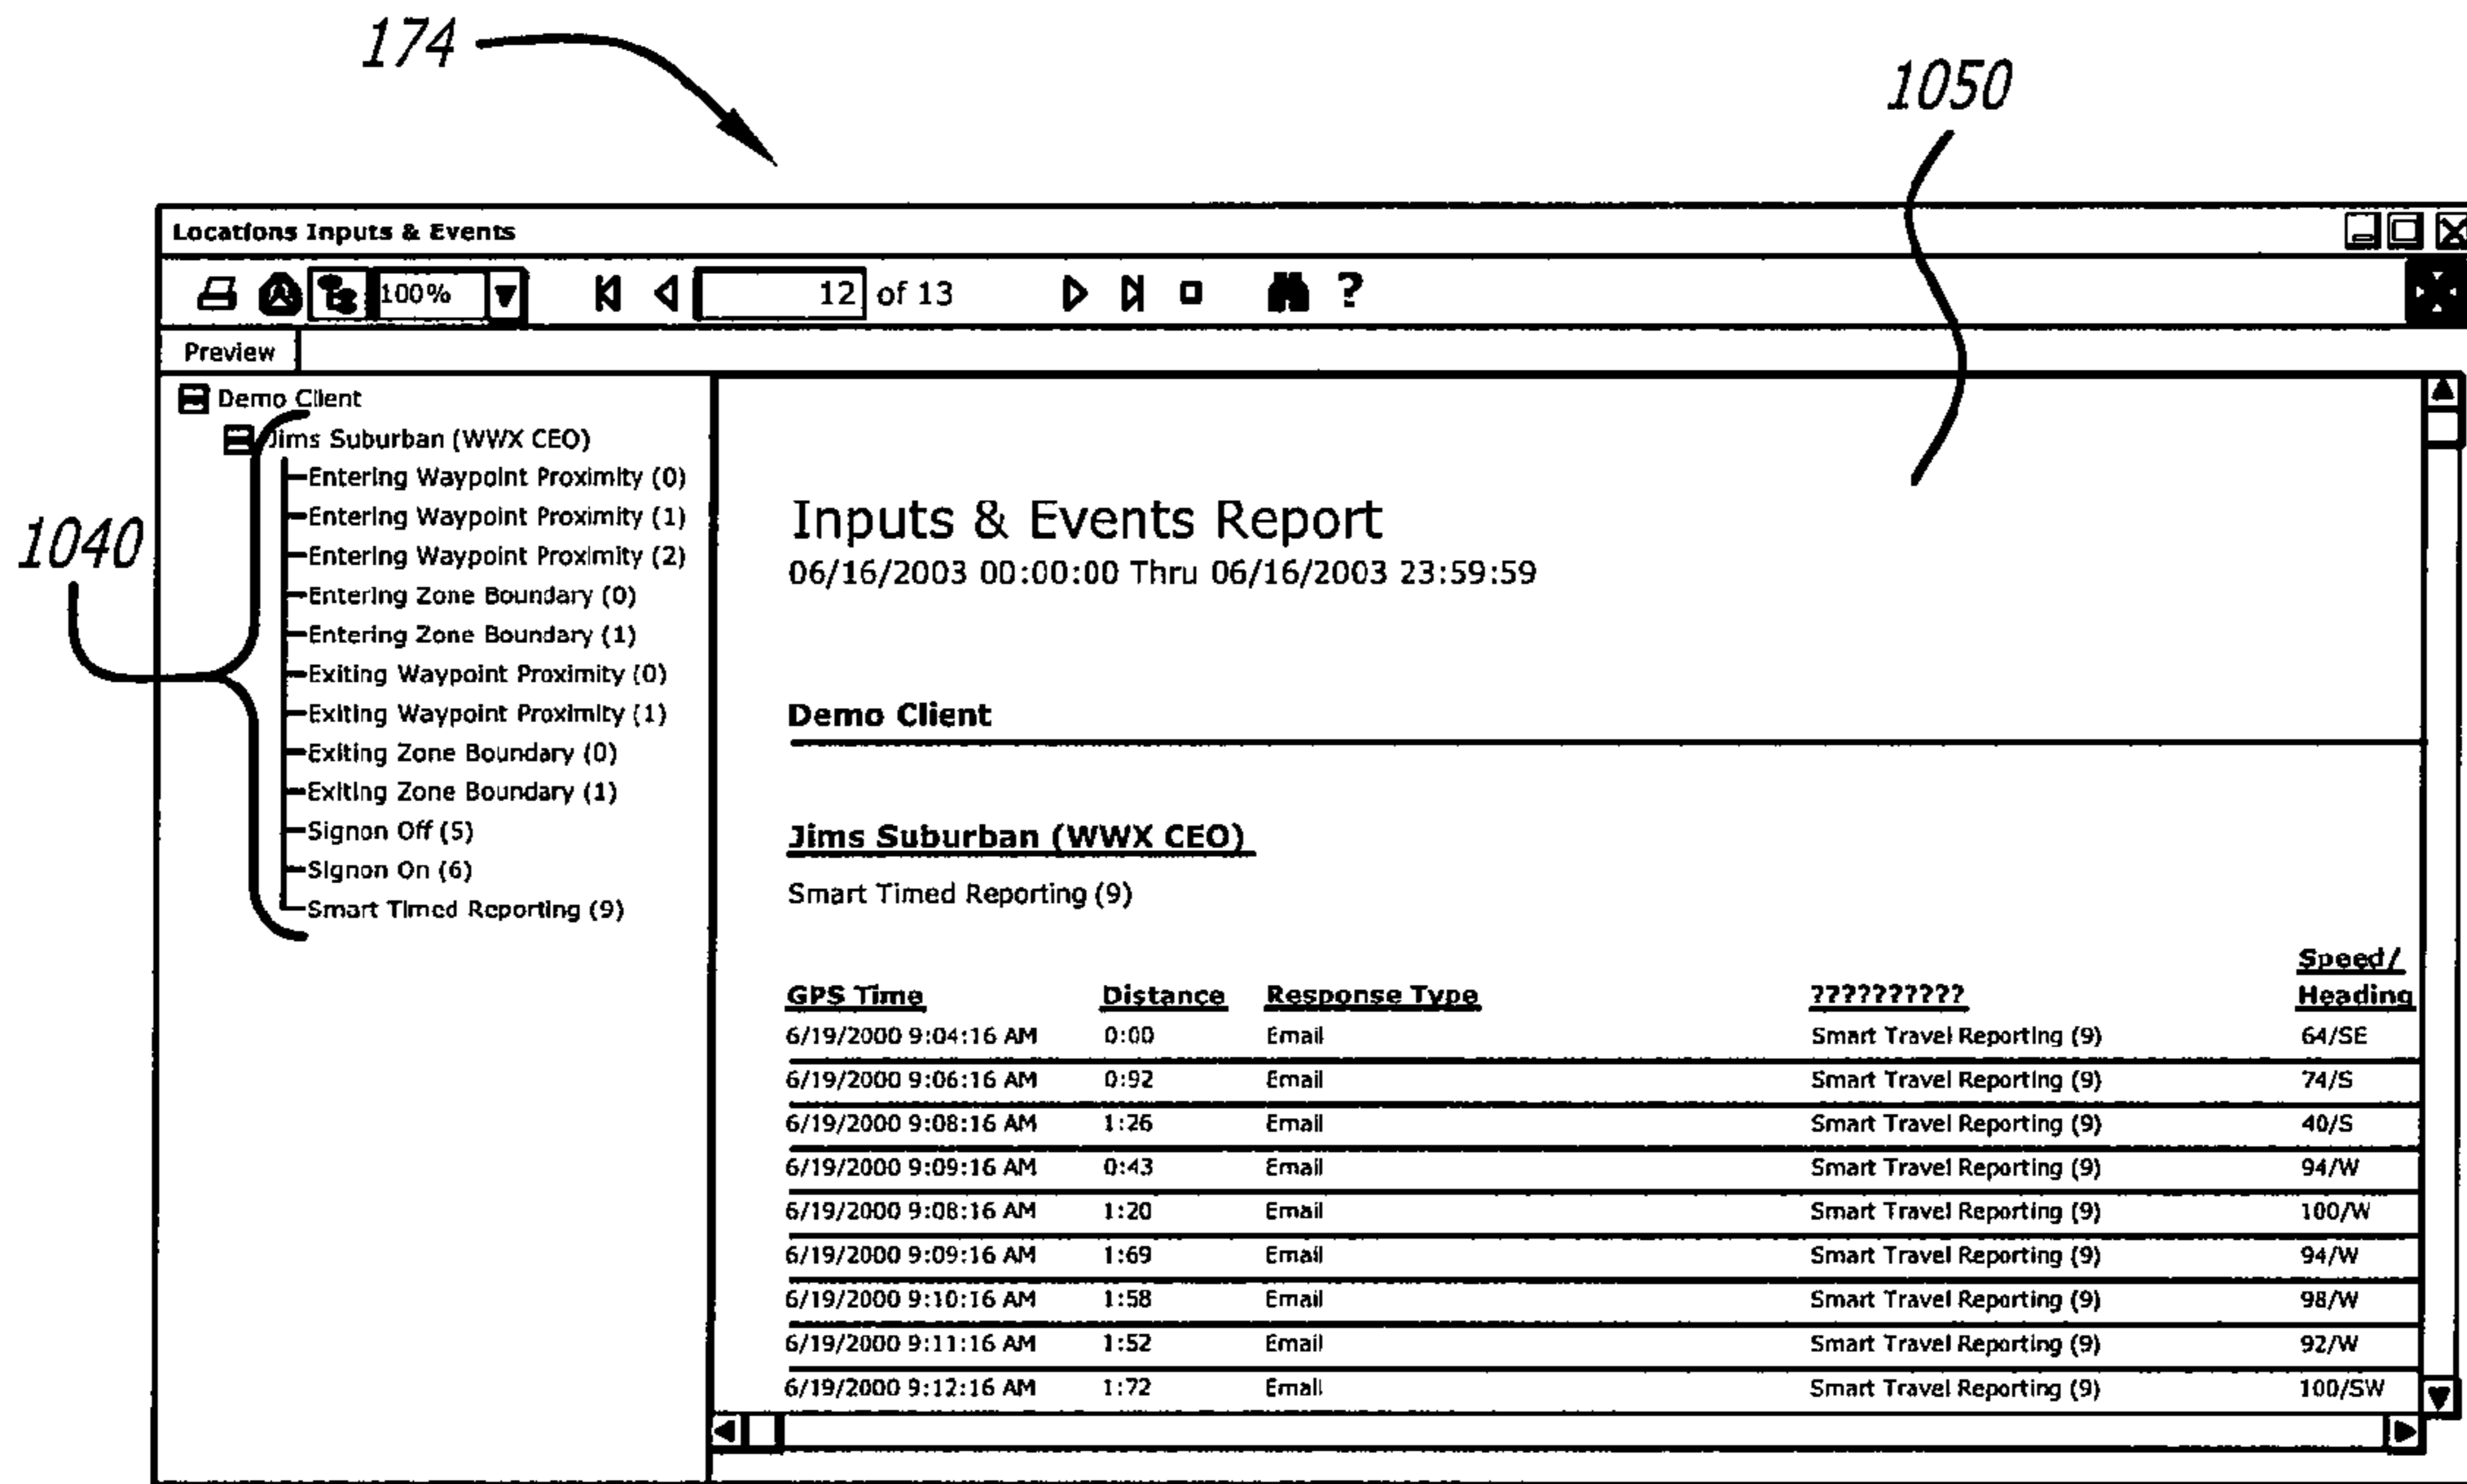 174
1050
Locations Inputs & Events
100% 12 of 13 ?
Preview
1040
Demo Client
Jims Suburban (WWX CEO)
Entering Waypoint Proximity (0)
Entering Waypoint Proximity (1)
Entering Waypoint Proximity (2)
Entering Zone Boundary (0)
Entering Zone Boundary (1)
Exiting Waypoint Proximity (0)
Exiting Waypoint Proximity (1)
Exiting Zone Boundary (0)
Exiting Zone Boundary (1)
Signon Off (5)
Signon On (6)
Smart Timed Reporting (9)
Inputs & Events Report
06/16/2003 00:00:00 Thru 06/16/2003 23:59:59
Demo Client
Jims Suburban (WWX CEO)
Smart Timed Reporting (9)
GPS Time Distance Response Type ?????????? Speed/ Heading
6/19/2000 9:04:16 AM 0:00 Email Smart Travel Reporting (9) 64/SE
6/19/2000 9:06:16 AM 0:92 Email Smart Travel Reporting (9) 74/S
6/19/2000 9:08:16 AM 1:26 Email Smart Travel Reporting (9) 40/S
6/19/2000 9:09:16 AM 0:43 Email Smart Travel Reporting (9) 94/W
6/19/2000 9:08:16 AM 1:20 Email Smart Travel Reporting (9) 100/W
6/19/2000 9:09:16 AM 1:69 Email Smart Travel Reporting (9) 94/W
6/19/2000 9:10:16 AM 1:58 Email Smart Travel Reporting (9) 98/W
6/19/2000 9:11:16 AM 1:52 Email Smart Travel Reporting (9) 92/W
6/19/2000 9:12:16 AM 1:72 Email Smart Travel Reporting (9) 100/SW